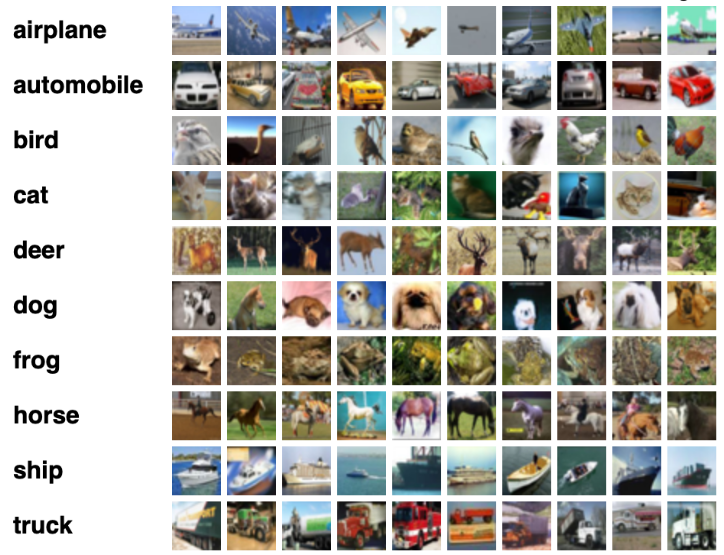 airplane
automobile
bird
cat
deer
dog
frog
horse
ship
truck